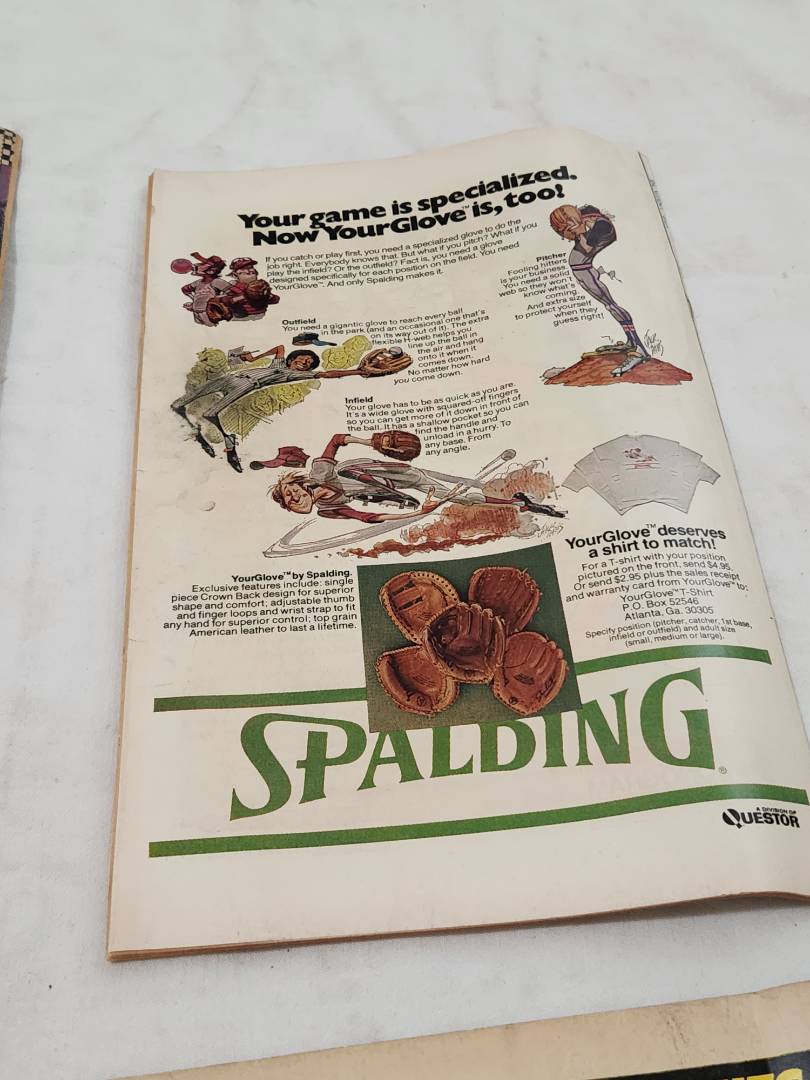 Your game is specialized.
Now YourGlove™ is, too!
If you catch or play first, you need a specialized glove to do the
job right. Everybody knows that. But what if you pitch? What if you
play the infield? Or the outfield? Fact is, you need a glove
designed specifically for each position on the field. You need
YourGlove™. And only Spalding makes it.
Pitcher
Fooling hitters
is your business.
You need a solid
web so they won't
know what's
coming.
And extra size
to protect yourself
when they
guess right!
Outfield
You need a gigantic glove to reach every ball
in the park (and an occasional one that's
on its way out of it). The extra
flexible H-web helps you
line up the ball in
the air and hang
onto it when it
comes down.
No matter how hard
you come down.
Infield
Your glove has to be as quick as you are.
It's a wide glove with squared-off fingers
so you can get more of it down in front of
the ball. It has a shallow pocket so you can
find the handle and
unload in a hurry. To
any base. From
any angle.
YourGlove™ deserves
a shirt to match!
For a T-shirt with your position
pictured on the front, send $4.95.
Or send $2.95 plus the sales receipt
and warranty card from YourGlove™ to:
YourGlove™ T-Shirt
P.O. Box 52546
Atlanta, Ga. 30305
Specify position (pitcher, catcher, 1st base,
infield or outfield) and adult size
(small, medium or large).
YourGlove™ by Spalding.
Exclusive features include: single
piece Crown Back design for superior
shape and comfort; adjustable thumb
and finger loops and wrist strap to fit
any hand for superior control; top grain
American leather to last a lifetime.
SPALDING®
A DIVISION OF
QUESTOR